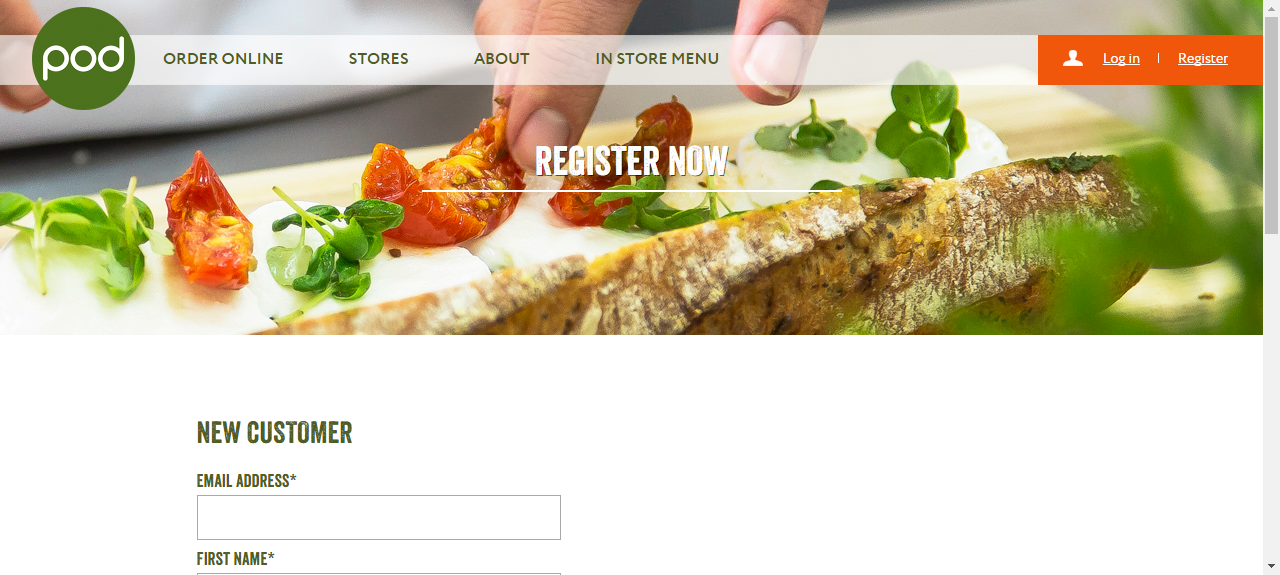 pod
ORDER ONLINE
STORES
ABOUT
IN STORE MENU
Log in | Register
REGISTER NOW
NEW CUSTOMER
EMAIL ADDRESS*
FIRST NAME*